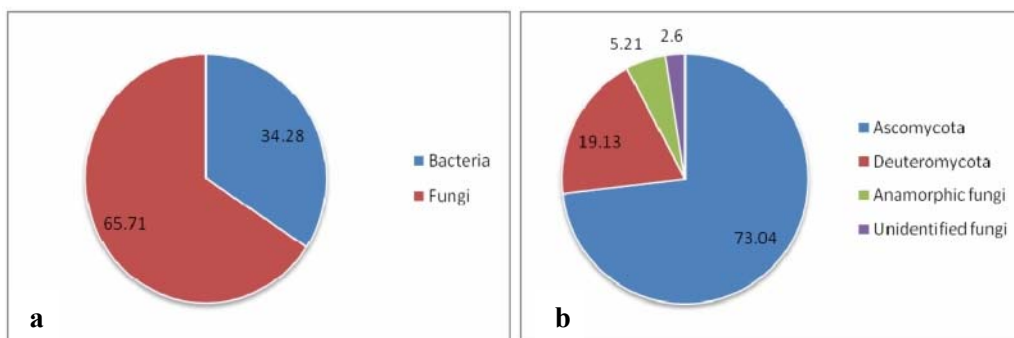 34.28
65.71
Bacteria
Fungi
a
5.21
2.6
19.13
73.04
Ascomycota
Deuteromycota
Anamorphic fungi
Unidentified fungi
b